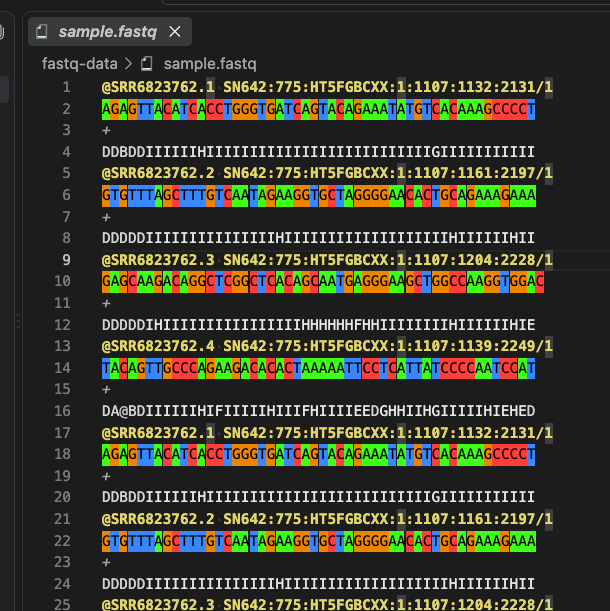 sample.fastq ×
fastq-data > sample.fastq
1 @SRR6823762.1 SN642:775:HT5FGBCXX:1:1107:1132:2131/1
2 AGAGTTACATCACCTGGGTGATCAGTACAGAAATATGTCACAAAGCCCCT
3 +
4 DDBDDIIIIIIHIIIIIIIIIIIIIIIIIIIIIIIIIIGIIIIIIIIIII
5 @SRR6823762.2 SN642:775:HT5FGBCXX:1:1107:1161:2197/1
6 GTGTTTAGCTTTGTCAATAGAAGGTGCTAGGGGAACACTGCAGAAAGAAA
7 +
8 DDDDDIIIIIIIIIIIIIIIHIIIIIIIIIIIIIIIIIIIHIIIIIIHII
9 @SRR6823762.3 SN642:775:HT5FGBCXX:1:1107:1204:2228/1
10 GAGCAAGACAGGCTCGGCTCACAGCAATGAGGGAAGCTGGCCAAGGTGGAC
11 +
12 DDDDDIHIIIIIIIIIIIIIIIIHHHHHHFHHIIIIIIIIHIIIIIIHIE
13 @SRR6823762.4 SN642:775:HT5FGBCXX:1:1107:1139:2249/1
14 TACAGTTGCCCAGAAGACACACTAAAAATTCCTCATTATCCCCAATCCAT
15 +
16 DA@BDIIIIIIHIFIIIIIHIIIFHIIIIEEDGHHIIHGIIIIIHIEHED
17 @SRR6823762.1 SN642:775:HT5FGBCXX:1:1107:1132:2131/1
18 AGAGTTACATCACCTGGGTGATCAGTACAGAAATATGTCACAAAGCCCCT
19 +
20 DDBDDIIIIIIHIIIIIIIIIIIIIIIIIIIIIIIIIIGIIIIIIIIIII
21 @SRR6823762.2 SN642:775:HT5FGBCXX:1:1107:1161:2197/1
22 GTGTTTAGCTTTGTCAATAGAAGGTGCTAGGGGAACACTGCAGAAAGAAA
23 +
24 DDDDDIIIIIIIIIIIIIIIHIIIIIIIIIIIIIIIIIIIHIIIIIIHII
25 @SRR6823762.3 SN642:775:HT5FGBCXX:1:1107:1204:2228/1